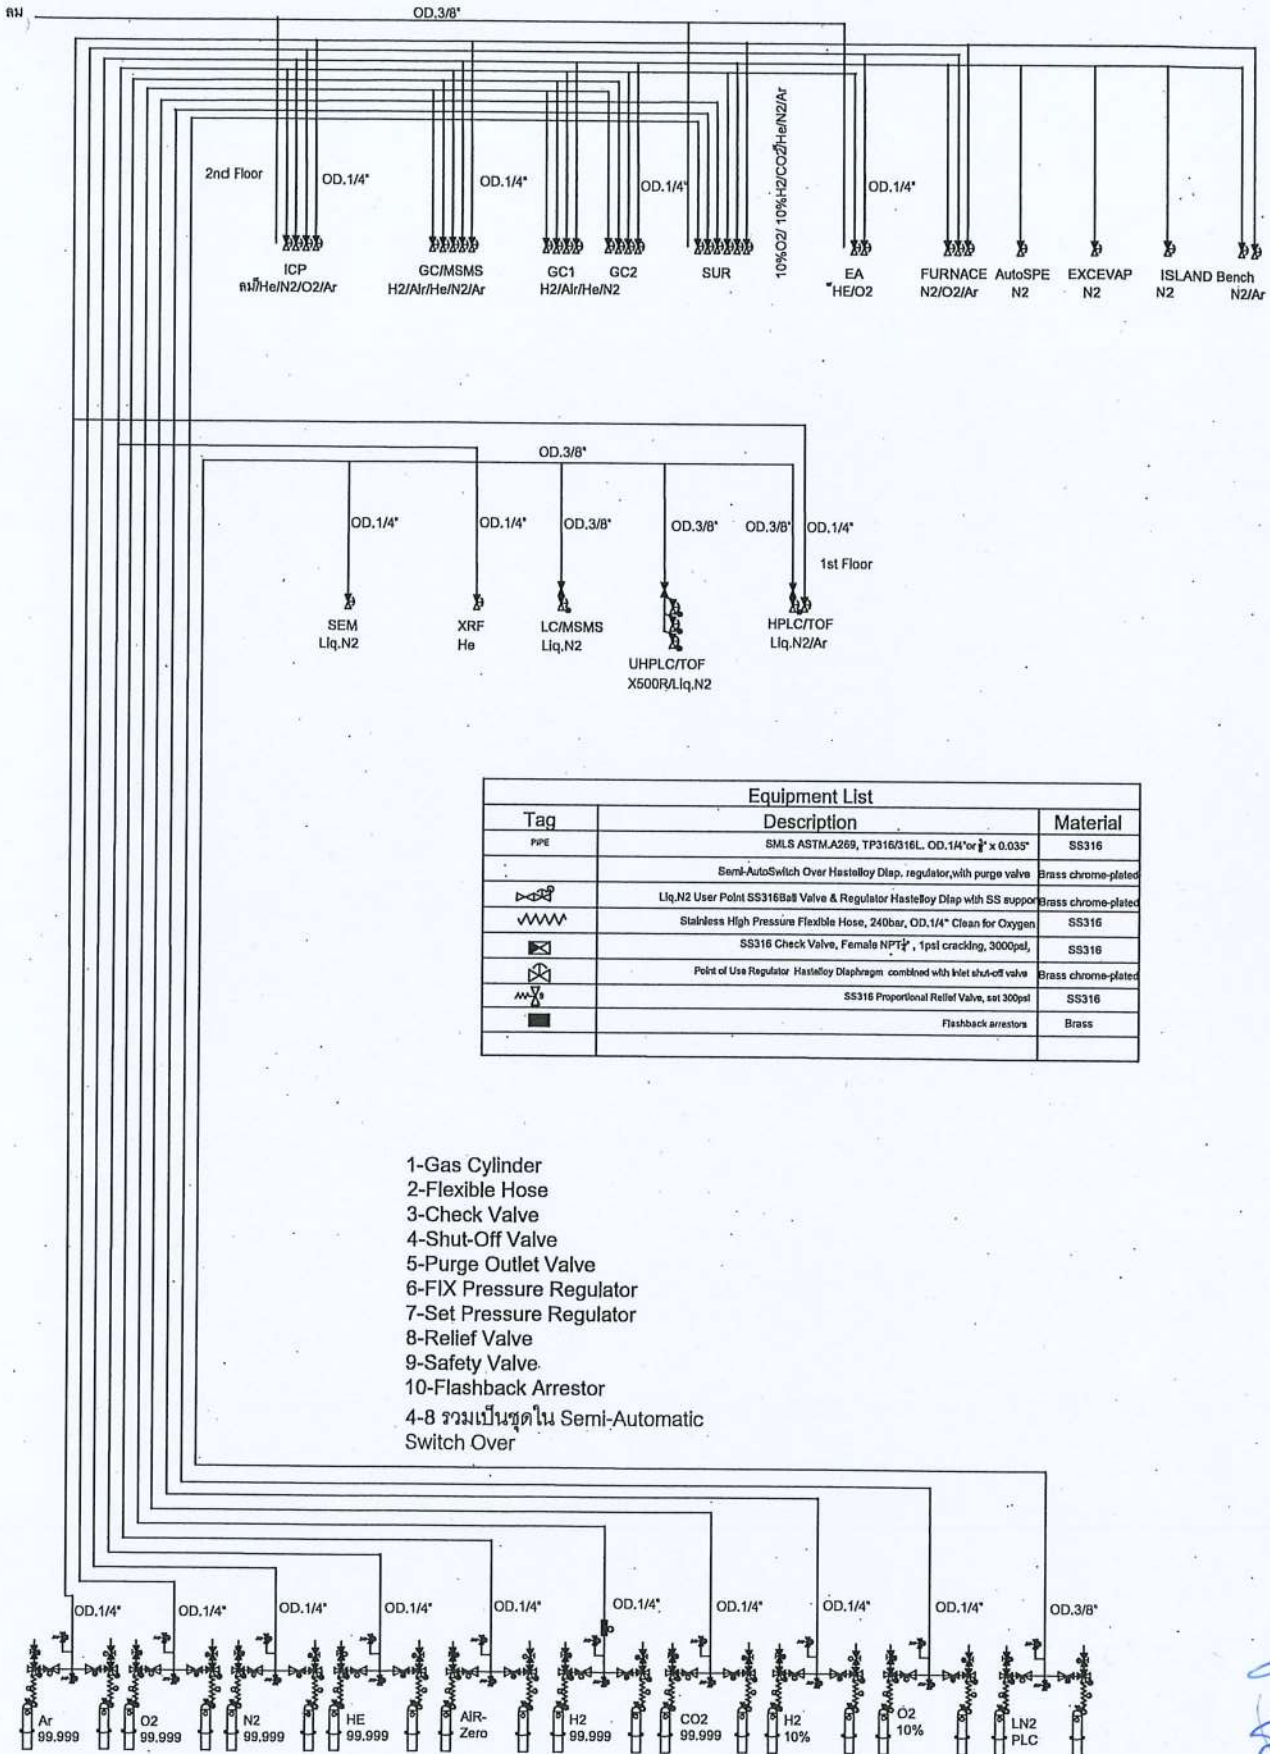 ลม
OD.3/8"
2nd Floor
OD.1/4"
OD.1/4"
OD.1/4"
10%O2/ 10%H2/CO2/He/N2/Ar
OD.1/4"
ICP
ลม/He/N2/O2/Ar
GC/MSMS
H2/Air/He/N2/Ar
GC1
GC2
H2/Air/He/N2
SUR
EA
HE/O2
FURNACE
N2/O2/Ar
AutoSPE
N2
EXCEVAP
N2
ISLAND Bench
N2
N2/Ar
OD.3/8"
OD.1/4"
OD.1/4"
OD.3/8"
OD.3/8"
OD.3/8"
OD.1/4"
1st Floor
SEM
Liq.N2
XRF
He
LC/MSMS
Liq.N2
UHPLC/TOF
X500R/Liq.N2
HPLC/TOF
Liq.N2/Ar
Equipment List
Tag Description Material
PIPE SMLS ASTM.A269, TP316/316L. OD.1/4"or x 0.035" SS316
Semi-AutoSwitch Over Hastelloy Diap. regulator,with purge valve Brass chrome-plated
Liq.N2 User Point SS316Ball Valve & Regulator Hastelloy Diap with SS suppor Brass chrome-plated
Stainless High Pressure Flexible Hose, 240bar, OD.1/4" Clean for Oxygen SS316
SS316 Check Valve, Female NPT , 1psi cracking, 3000psi, SS316
Point of Use Regulator Hastelloy Diaphragm combined with inlet shut-off valve Brass chrome-plated
SS316 Proportional Relief Valve, set 300psi SS316
Flashback arrestors Brass
1-Gas Cylinder
2-Flexible Hose
3-Check Valve
4-Shut-Off Valve
5-Purge Outlet Valve
6-FIX Pressure Regulator
7-Set Pressure Regulator
8-Relief Valve
9-Safety Valve
10-Flashback Arrestor
4-8 รวมเป็นชุดใน Semi-Automatic
Switch Over
OD.1/4"
OD.1/4"
OD.1/4"
OD.1/4"
OD.1/4"
OD.1/4"
OD.1/4"
OD.1/4"
OD.1/4"
OD.3/8"
Ar
99.999
O2
99.999
N2
99.999
HE
99.999
AIR-
Zero
H2
99.999
CO2
99.999
H2
10%
O2
10%
LN2
PLC